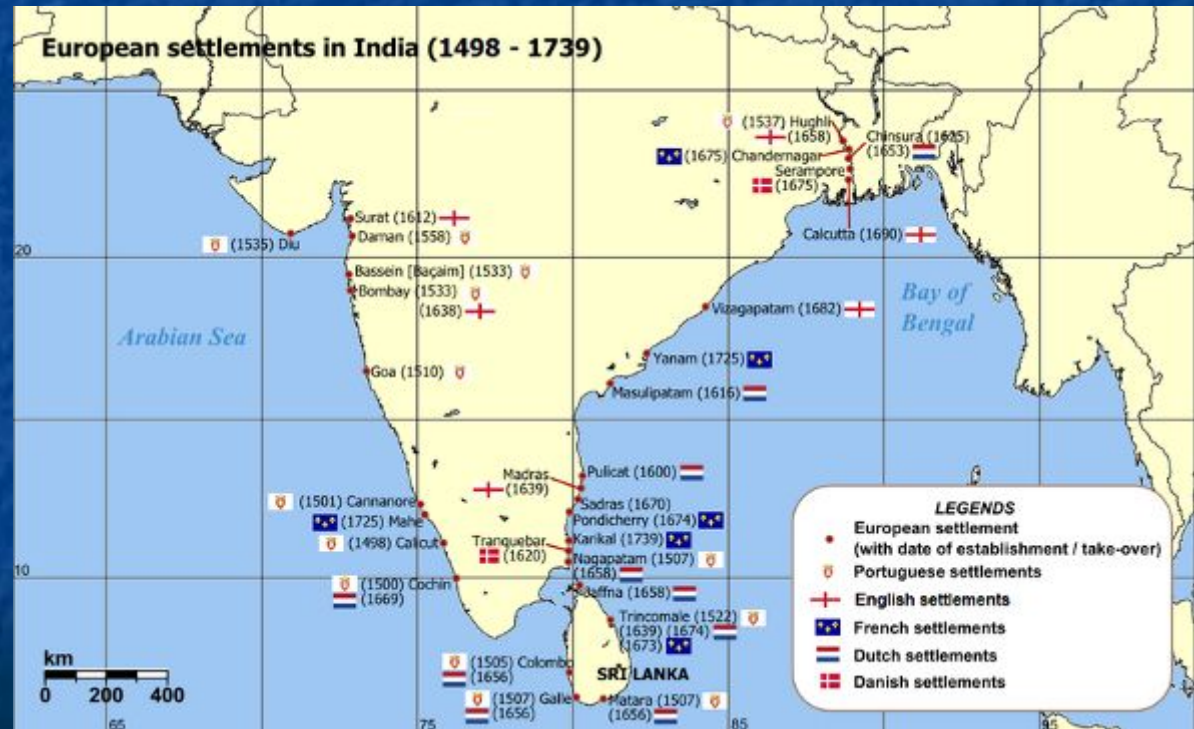 European settlements in India (1498 - 1739)
(1537) Hughli
(1658)
Chinsura (1625)
(1653)
(1675) Chandernagar
Serampore
(1675)
Calcutta (1690)
Surat (1612)
Daman (1558)
(1535) Diu
20
Bassein [Baçaim] (1533)
Bombay (1533)
(1638)
Arabian Sea
Bay of
Bengal
Vizagapatam (1682)
Yanam (1725)
Goa (1510)
Masulipatam (1616)
Pulicat (1600)
Madras
(1639)
Sadras (1670)
(1501) Cannanore
(1725) Mahe
(1498) Calicut
Pondicherry (1674)
Karikal (1739)
Tranquebar
(1620)
Nagapatam (1507)
(1658)
10
(1500) Cochin
(1669)
Jaffna (1658)
Trincomale (1522)
(1639) (1674)
(1673)
(1505) Colombo
(1656)
SRI LANKA
(1507) Galle
(1656)
Matara (1507)
(1656)
km
0 200 400
65
75
85
95
LEGENDS
European settlement
(with date of establishment / take-over)
Portuguese settlements
English settlements
French settlements
Dutch settlements
Danish settlements